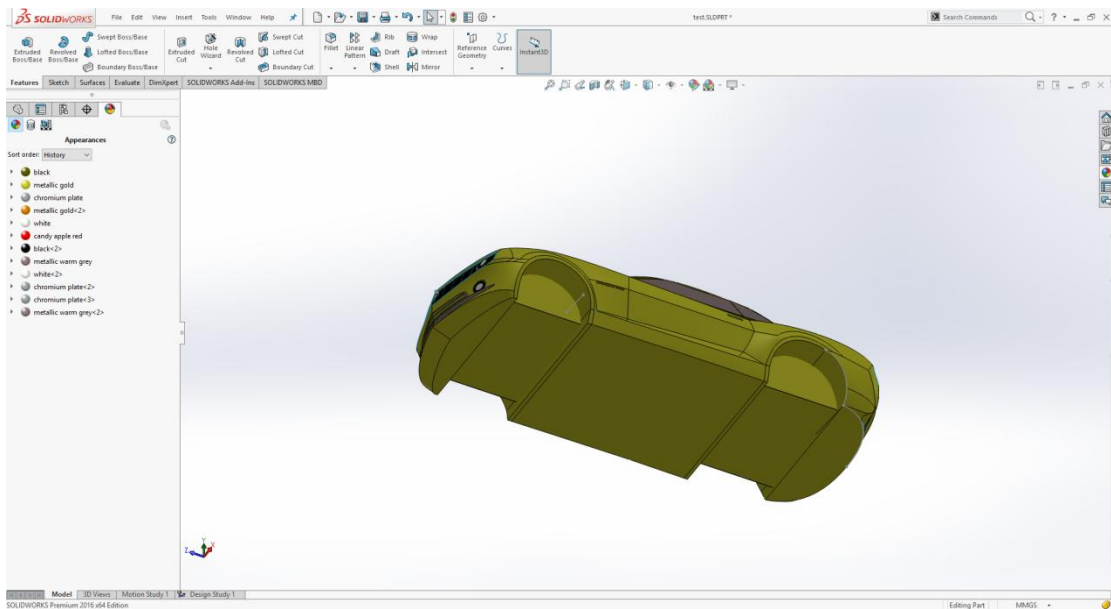 SOLIDWORKS File Edit View Insert Tools Window Help test.SLDPRT * Search Commands
Extruded Boss/Base
Revolved Boss/Base
Swept Boss/Base
Lofted Boss/Base
Boundary Boss/Base
Extruded Cut
Hole Wizard
Revolved Cut
Swept Cut
Lofted Cut
Boundary Cut
Fillet
Linear Pattern
Rib
Draft
Shell
Wrap
Intersect
Mirror
Reference Geometry
Curves
Instant3D
Features Sketch Surfaces Evaluate DimXpert SOLIDWORKS Add-Ins SOLIDWORKS MBD
Appearances
Sort order: History
black
metallic gold
chromium plate
metallic gold<2>
white
candy apple red
black<2>
metallic warm grey
white<2>
chromium plate<2>
chromium plate<3>
metallic warm grey<2>
Y
Z X
Model 3D Views Motion Study 1 Design Study 1
SOLIDWORKS Premium 2016 x64 Edition Editing Part MMGS